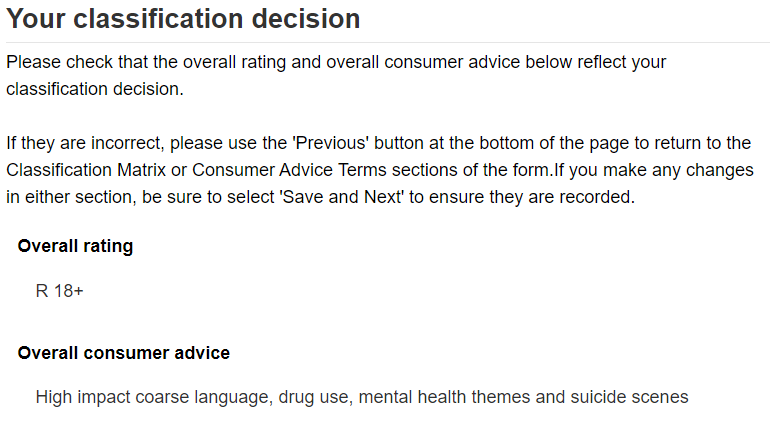 Your classification decision
Please check that the overall rating and overall consumer advice below reflect your
classification decision.
If they are incorrect, please use the 'Previous' button at the bottom of the page to return to the
Classification Matrix or Consumer Advice Terms sections of the form.If you make any changes
in either section, be sure to select 'Save and Next' to ensure they are recorded.
Overall rating
R 18+
Overall consumer advice
High impact coarse language, drug use, mental health themes and suicide scenes